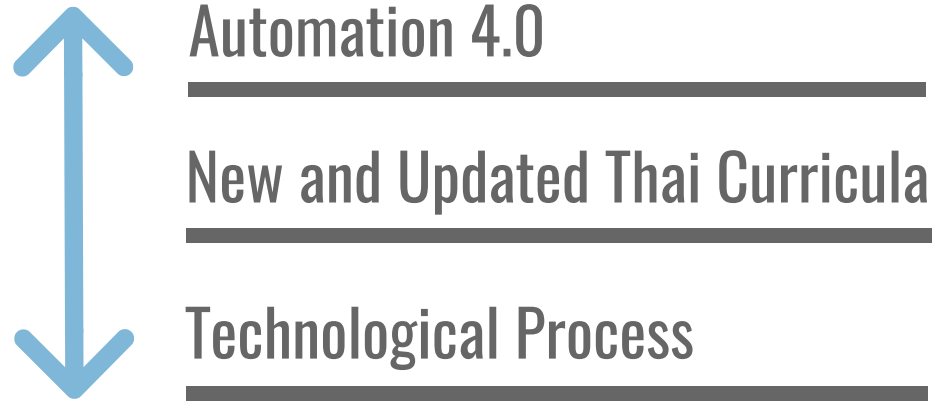 Automation 4.0
New and Updated Thai Curricula
Technological Process